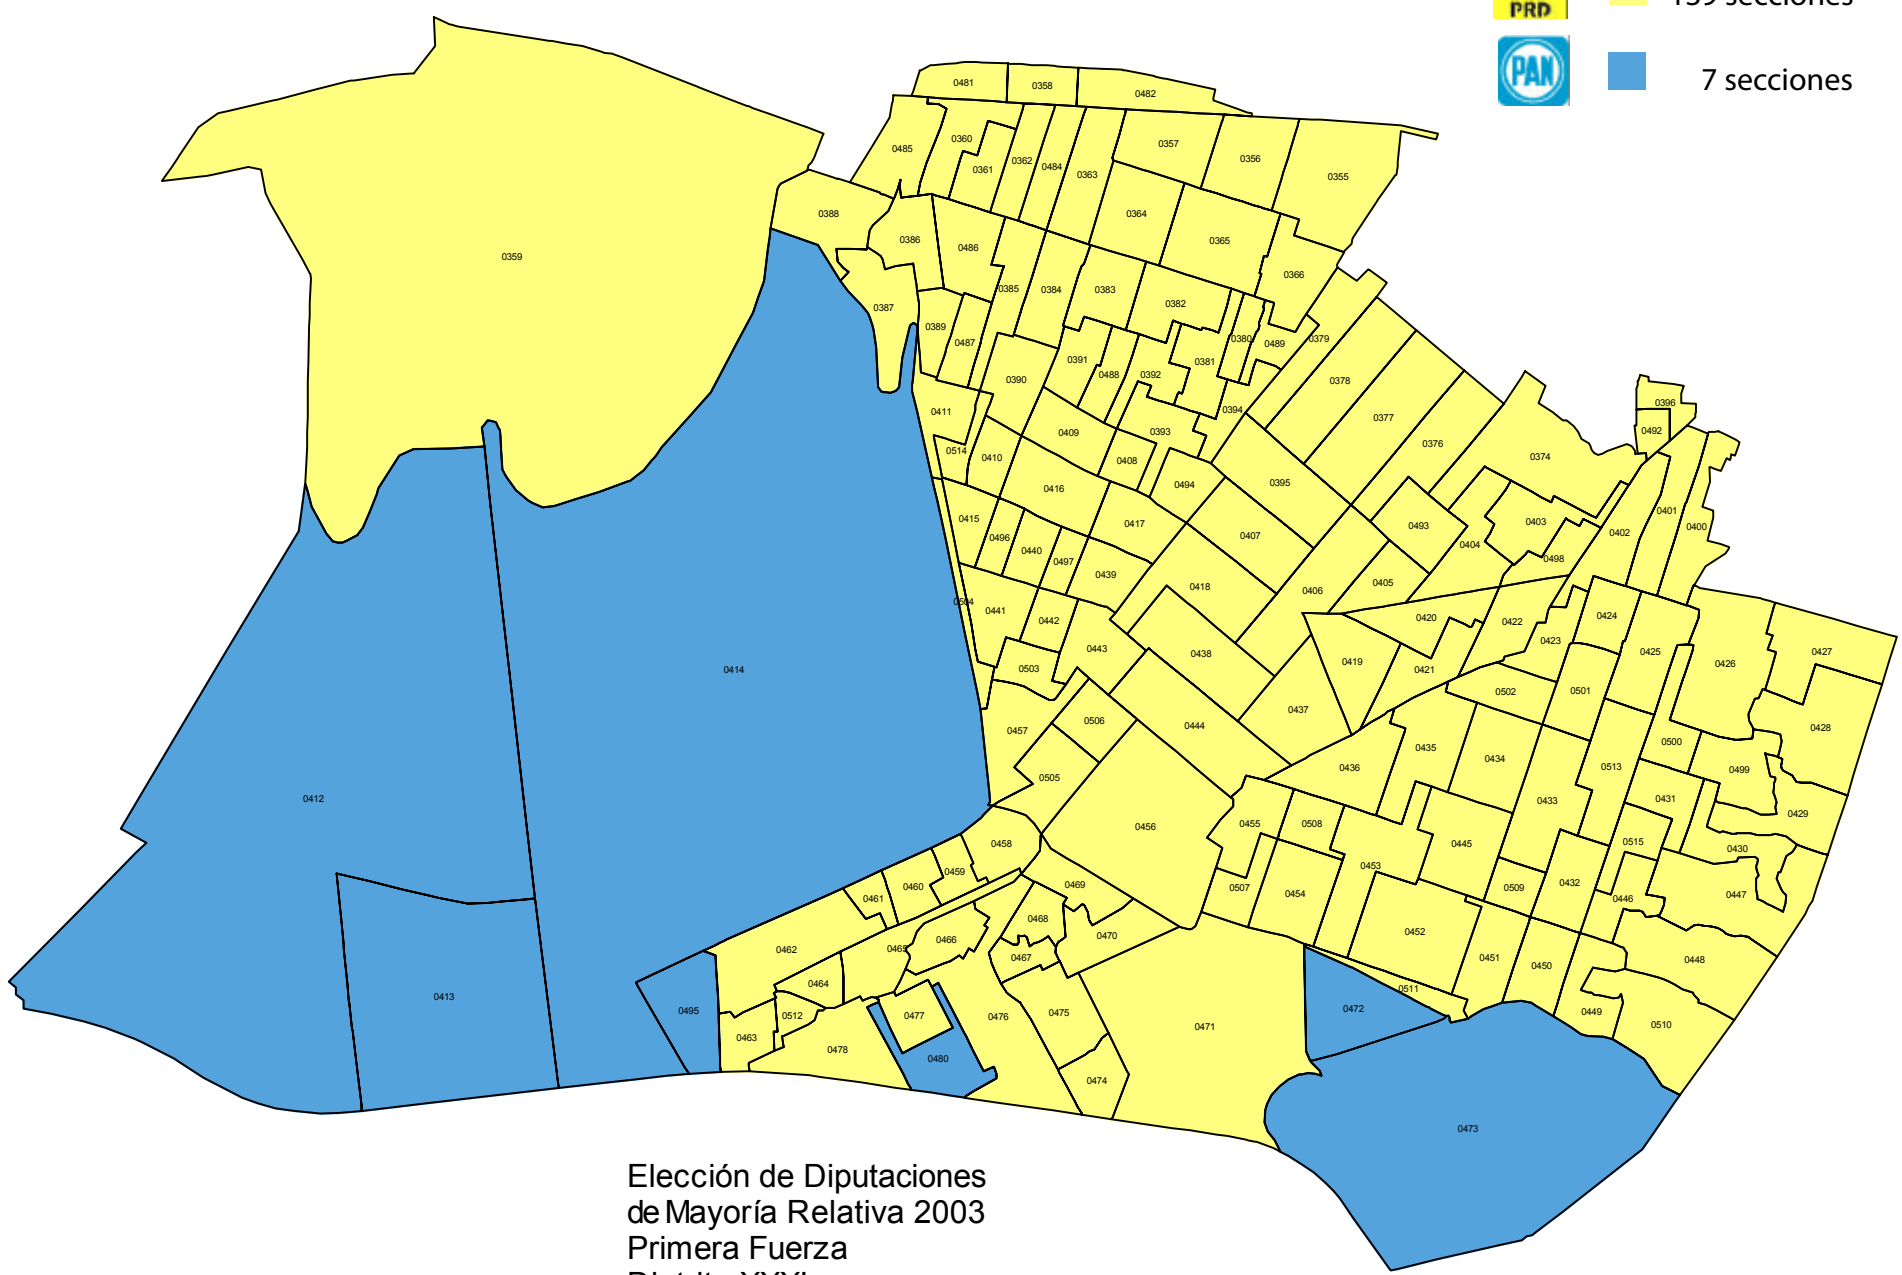 PRD 139 secciones
PAN 7 secciones
0481 0358 0482
0485 0360 0361 0362 0484 0363 0357 0356 0355
0388 0386 0486 0364 0365 0366
0359 0387 0389 0487 0385 0384 0383 0382 0380 0489 0379
0390 0391 0488 0392 0381 0394 0378 0377 0376 0374 0396 0492
0411 0514 0410 0409 0408 0393 0494 0395
0415 0496 0440 0497 0416 0417 0439 0407 0493 0404 0403 0498 0402 0401 0400
0504 0441 0442 0503 0443 0418 0406 0405
0438 0437 0419 0420 0421 0422 0423 0424 0425 0426 0427
0414 0457 0506 0505 0444 0436 0435 0434 0502 0501 0513 0500 0499 0428
0412 0456 0455 0508 0453 0445 0433 0431 0515 0430 0429
0458 0459 0460 0461 0469 0507 0454 0452 0509 0432 0446 0447
0462 0465 0466 0468 0467 0470 0451 0450 0448
0413 0495 0464 0512 0463 0478 0477 0480 0476 0475 0474 0471 0472 0511 0449 0510
0473
Elección de Diputaciones
de Mayoría Relativa 2003
Primera Fuerza